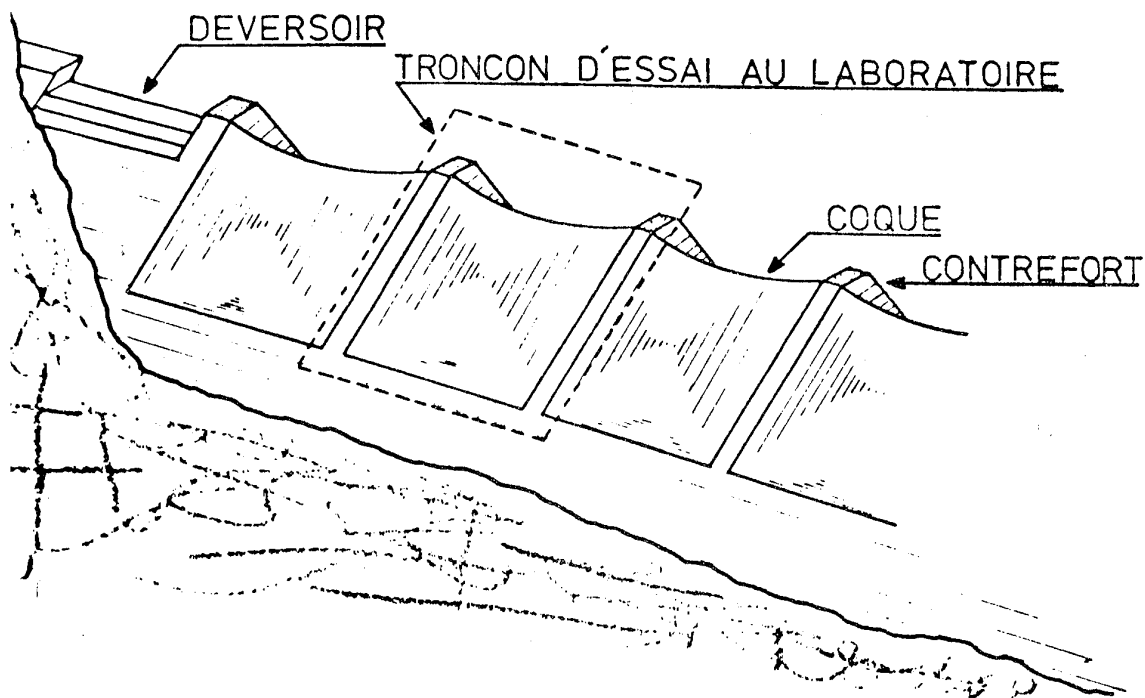 DEVERSOIR
TRONCON D'ESSAI AU LABORATOIRE
COQUE
CONTREFORT